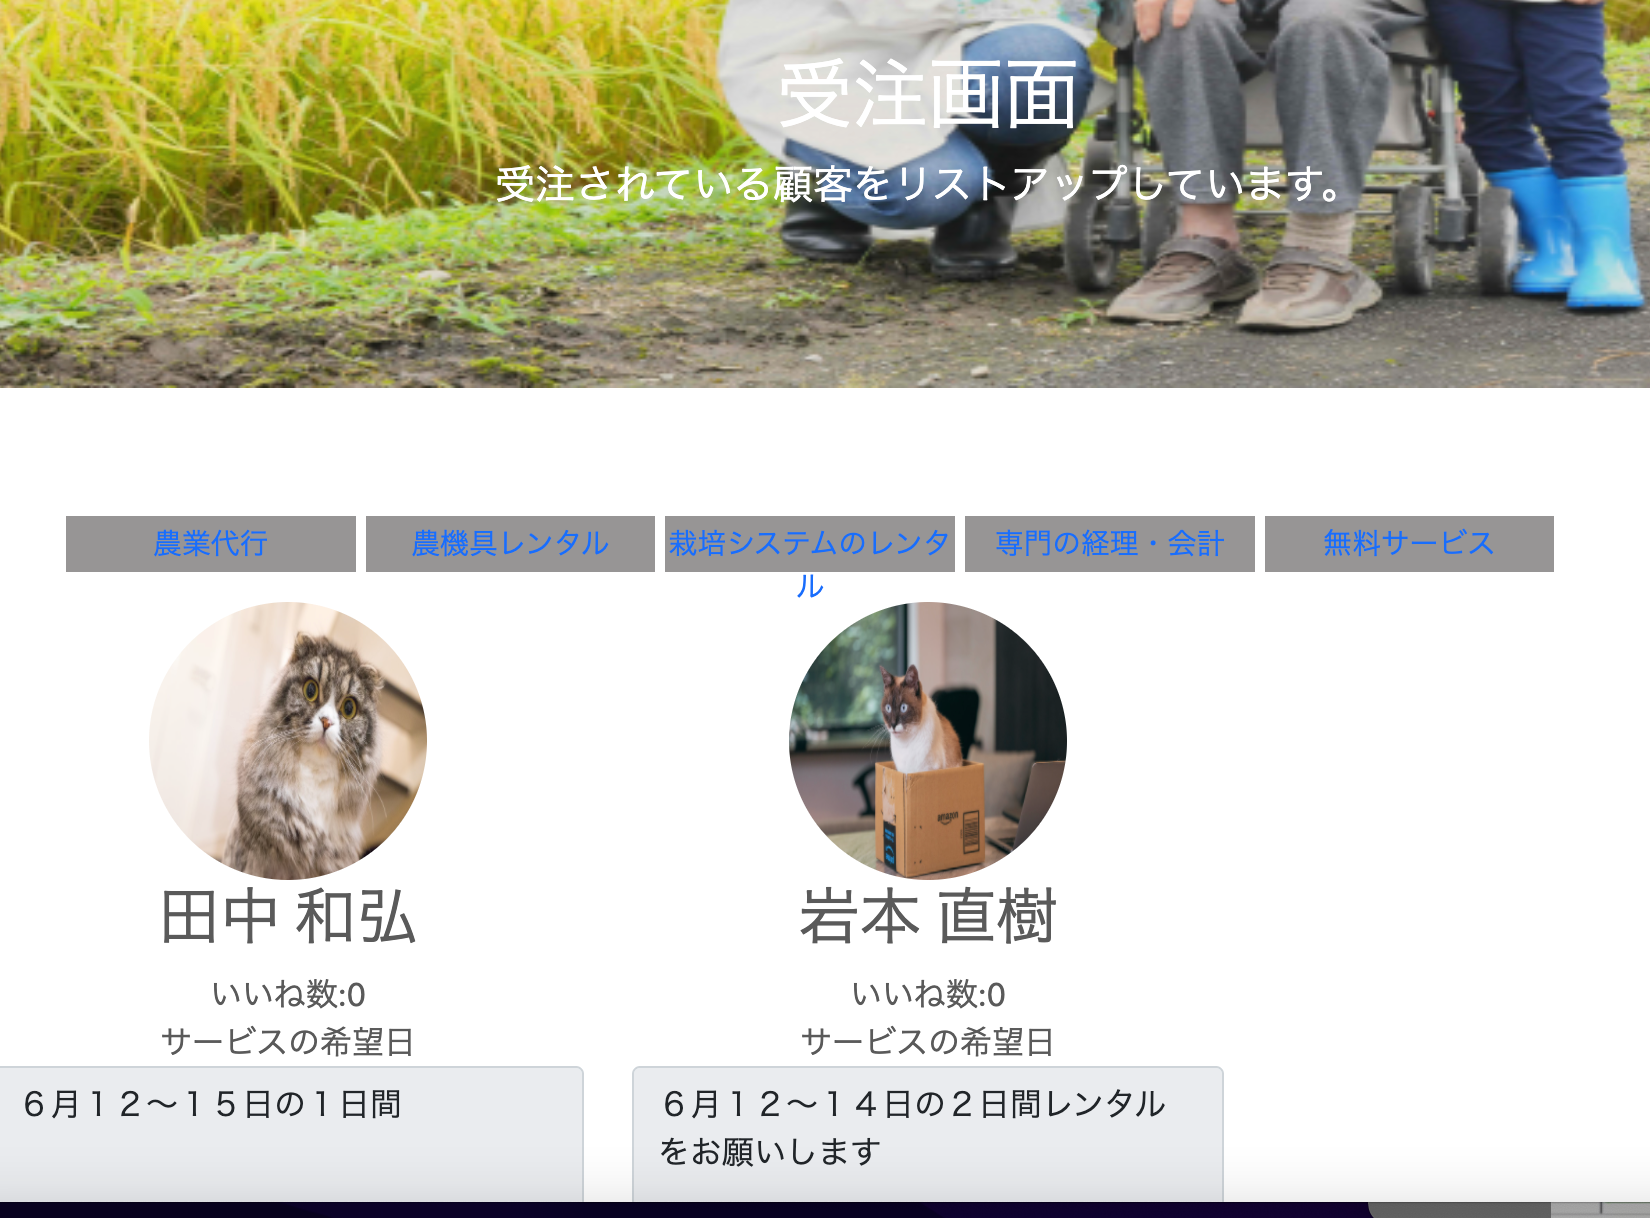 受注画面
受注されている顧客をリストアップしています。
農業代行
農機具レンタル
栽培システムのレンタ
ル
専門の経理・会計
無料サービス
amazon
田中 和弘
岩本 直樹
いいね数:0
いいね数:0
サービスの希望日
サービスの希望日
６月１２～１５日の１日間
６月１２～１４日の２日間レンタル
をお願いします